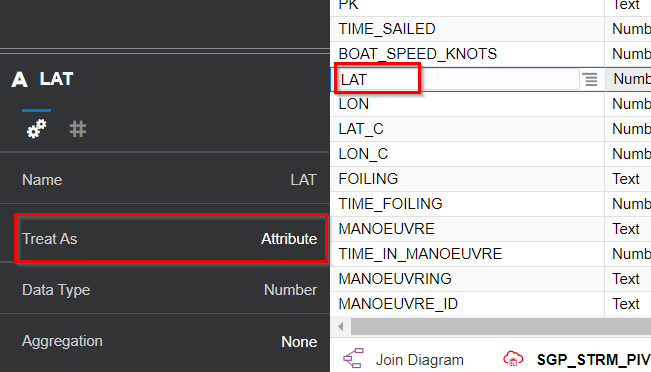 A LAT
Name LAT
Treat As Attribute
Data Type Number
Aggregation None
PK Text
TIME_SAILED Numb
BOAT_SPEED_KNOTS Numb
LAT Numb
LON Numb
LAT_C Numb
LON_C Numb
FOILING Text
TIME_FOILING Numb
MANOEUVRE Text
TIME_IN_MANOEUVRE Numb
MANOEUVRING Text
MANOEUVRE_ID Text
Join Diagram SGP_STRM_PIV